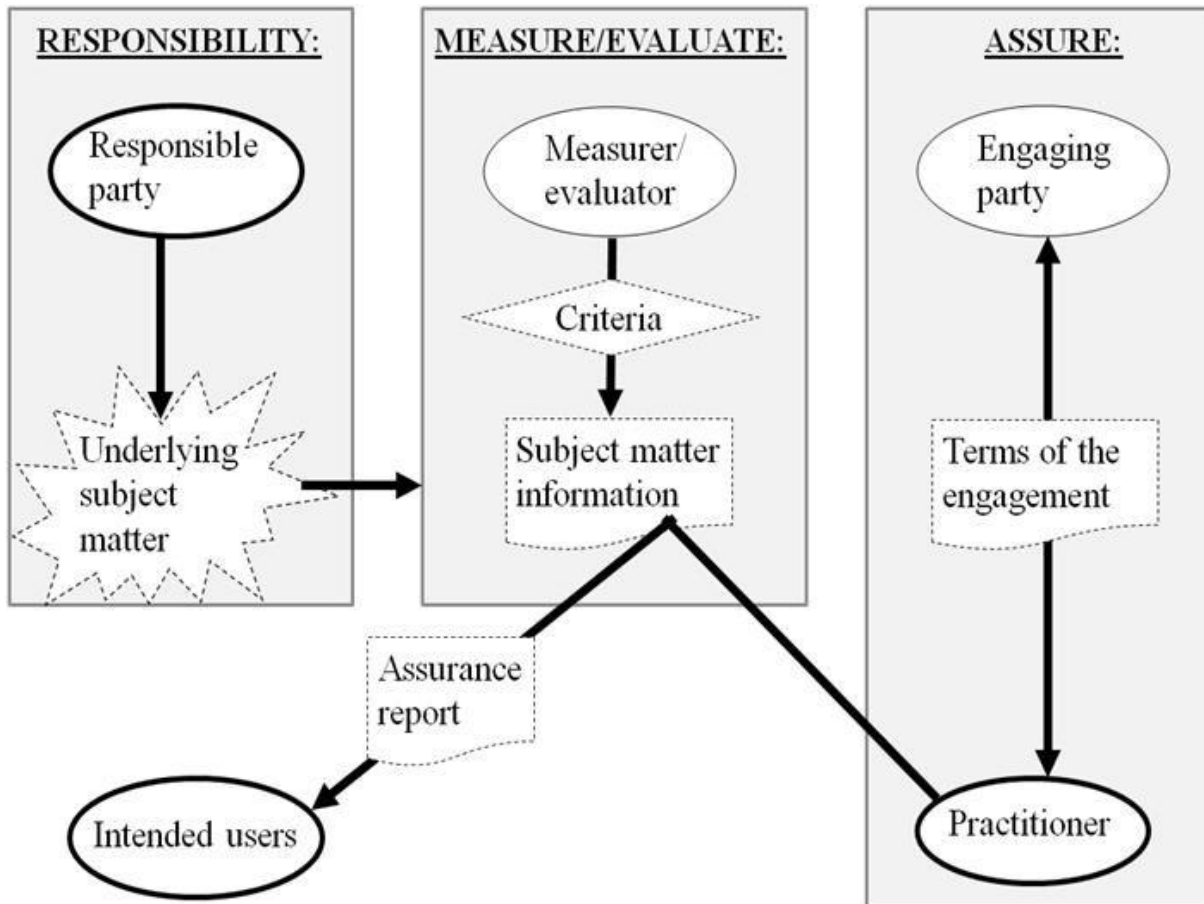 RESPONSIBILITY:
Responsible
party
Underlying
subject
matter
MEASURE/EVALUATE:
Measurer/
evaluator
Criteria
Subject matter
information
ASSURE:
Engaging
party
Terms of the
engagement
Practitioner
Assurance
report
Intended users